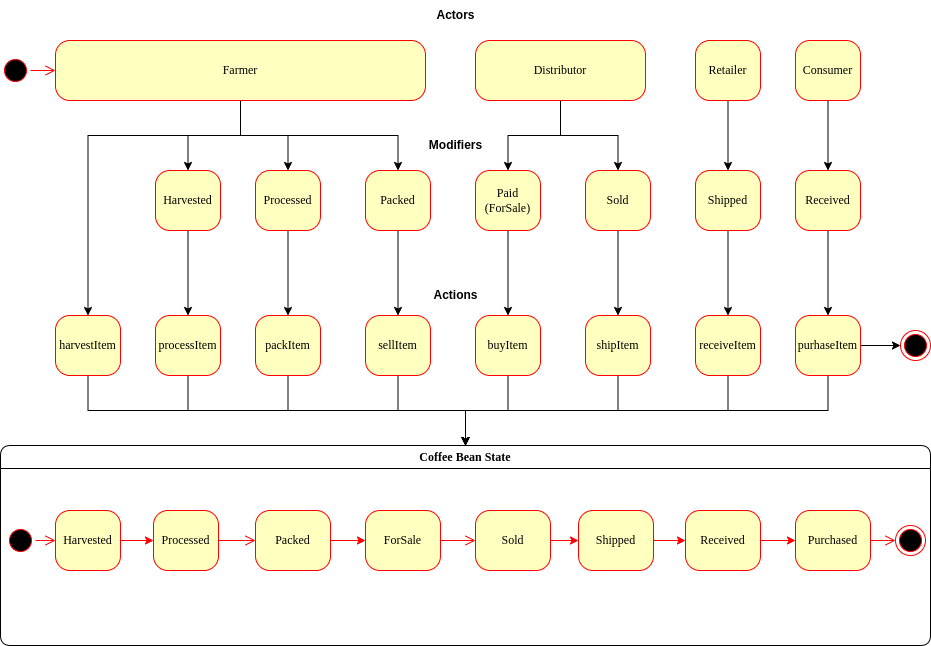 Actors
Farmer
Distributor
Retailer
Consumer
Modifiers
Harvested
Processed
Packed
Paid
(ForSale)
Sold
Shipped
Received
Actions
harvestItem
processItem
packItem
sellItem
buyItem
shipItem
receiveItem
purhaseItem
Coffee Bean State
Harvested
Processed
Packed
ForSale
Sold
Shipped
Received
Purchased